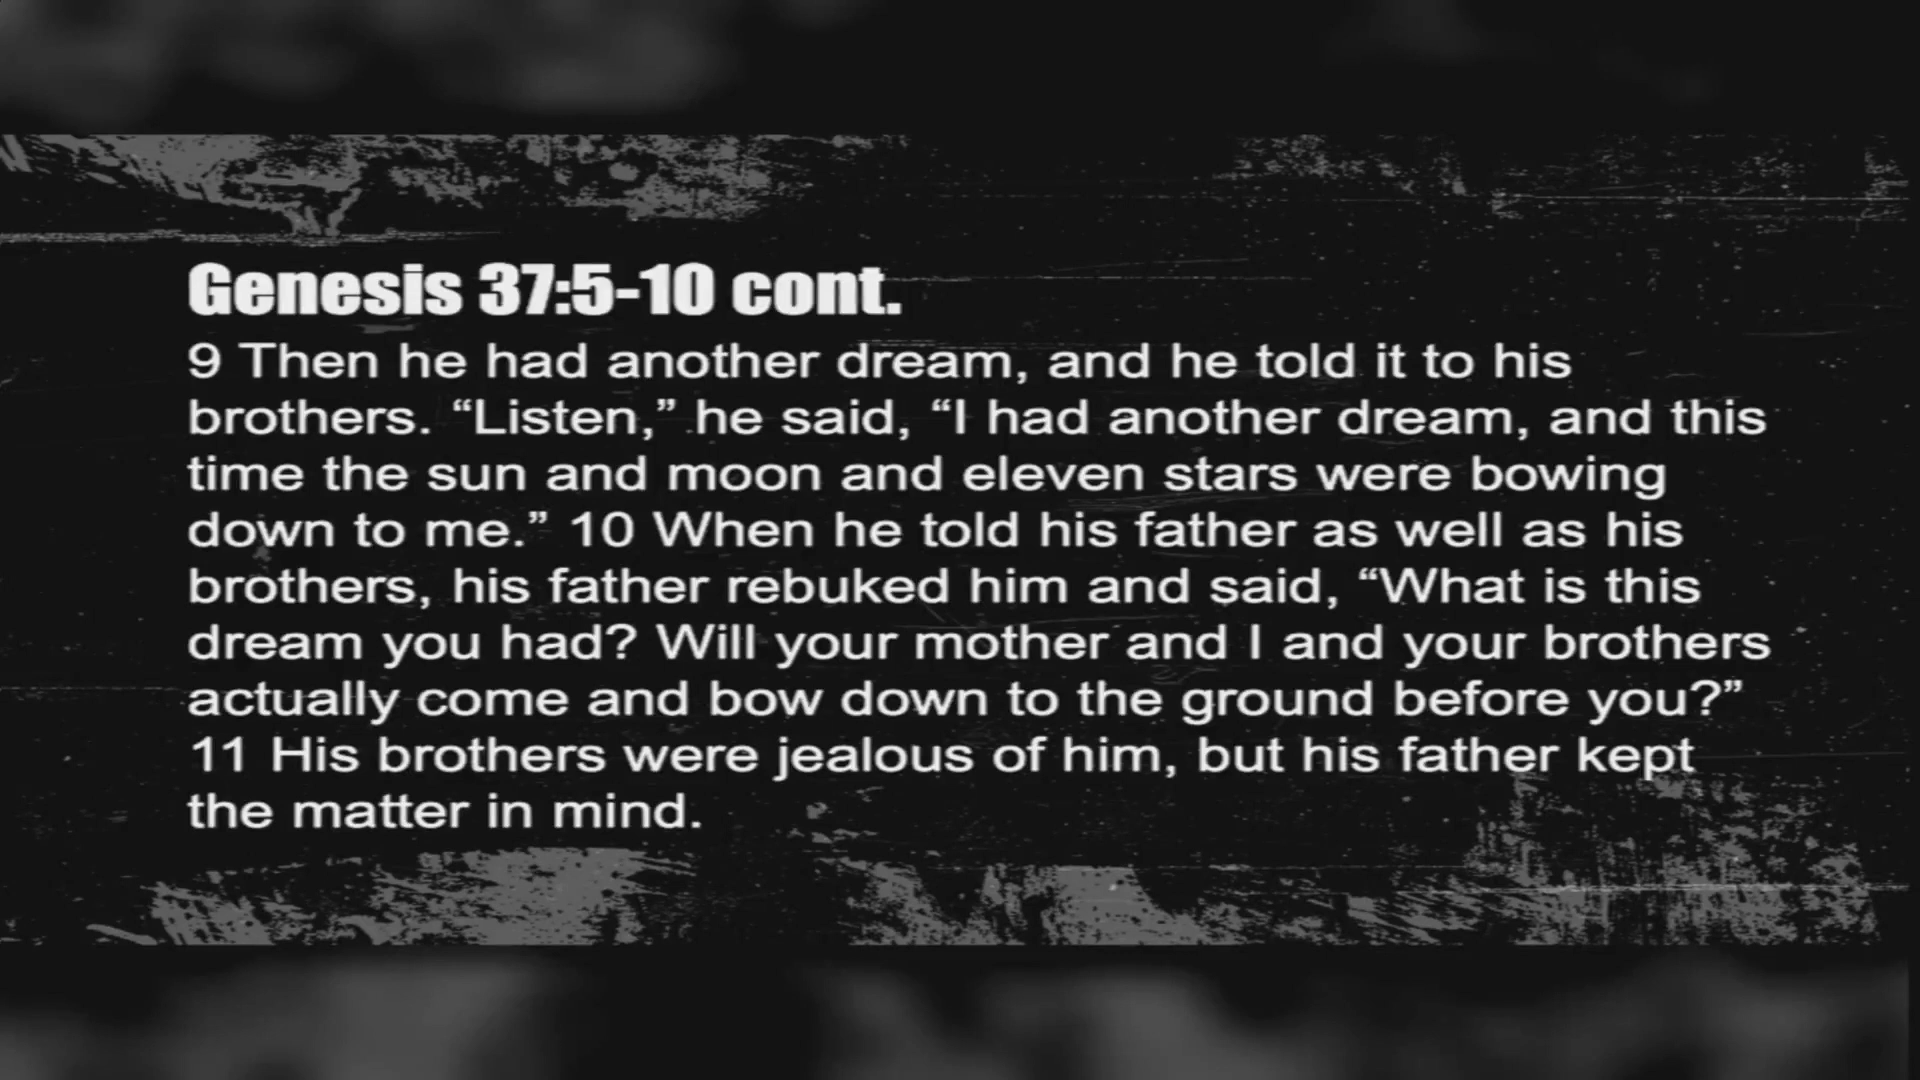 Genesis 37:5-10 cont.
9 Then he had another dream, and he told it to his
brothers. “Listen,” he said, “I had another dream, and this
time the sun and moon and eleven stars were bowing
down to me.” 10 When he told his father as well as his
brothers, his father rebuked him and said, “What is this
dream you had? Will your mother and I and your brothers
actually come and bow down to the ground before you?”
11 His brothers were jealous of him, but his father kept
the matter in mind.